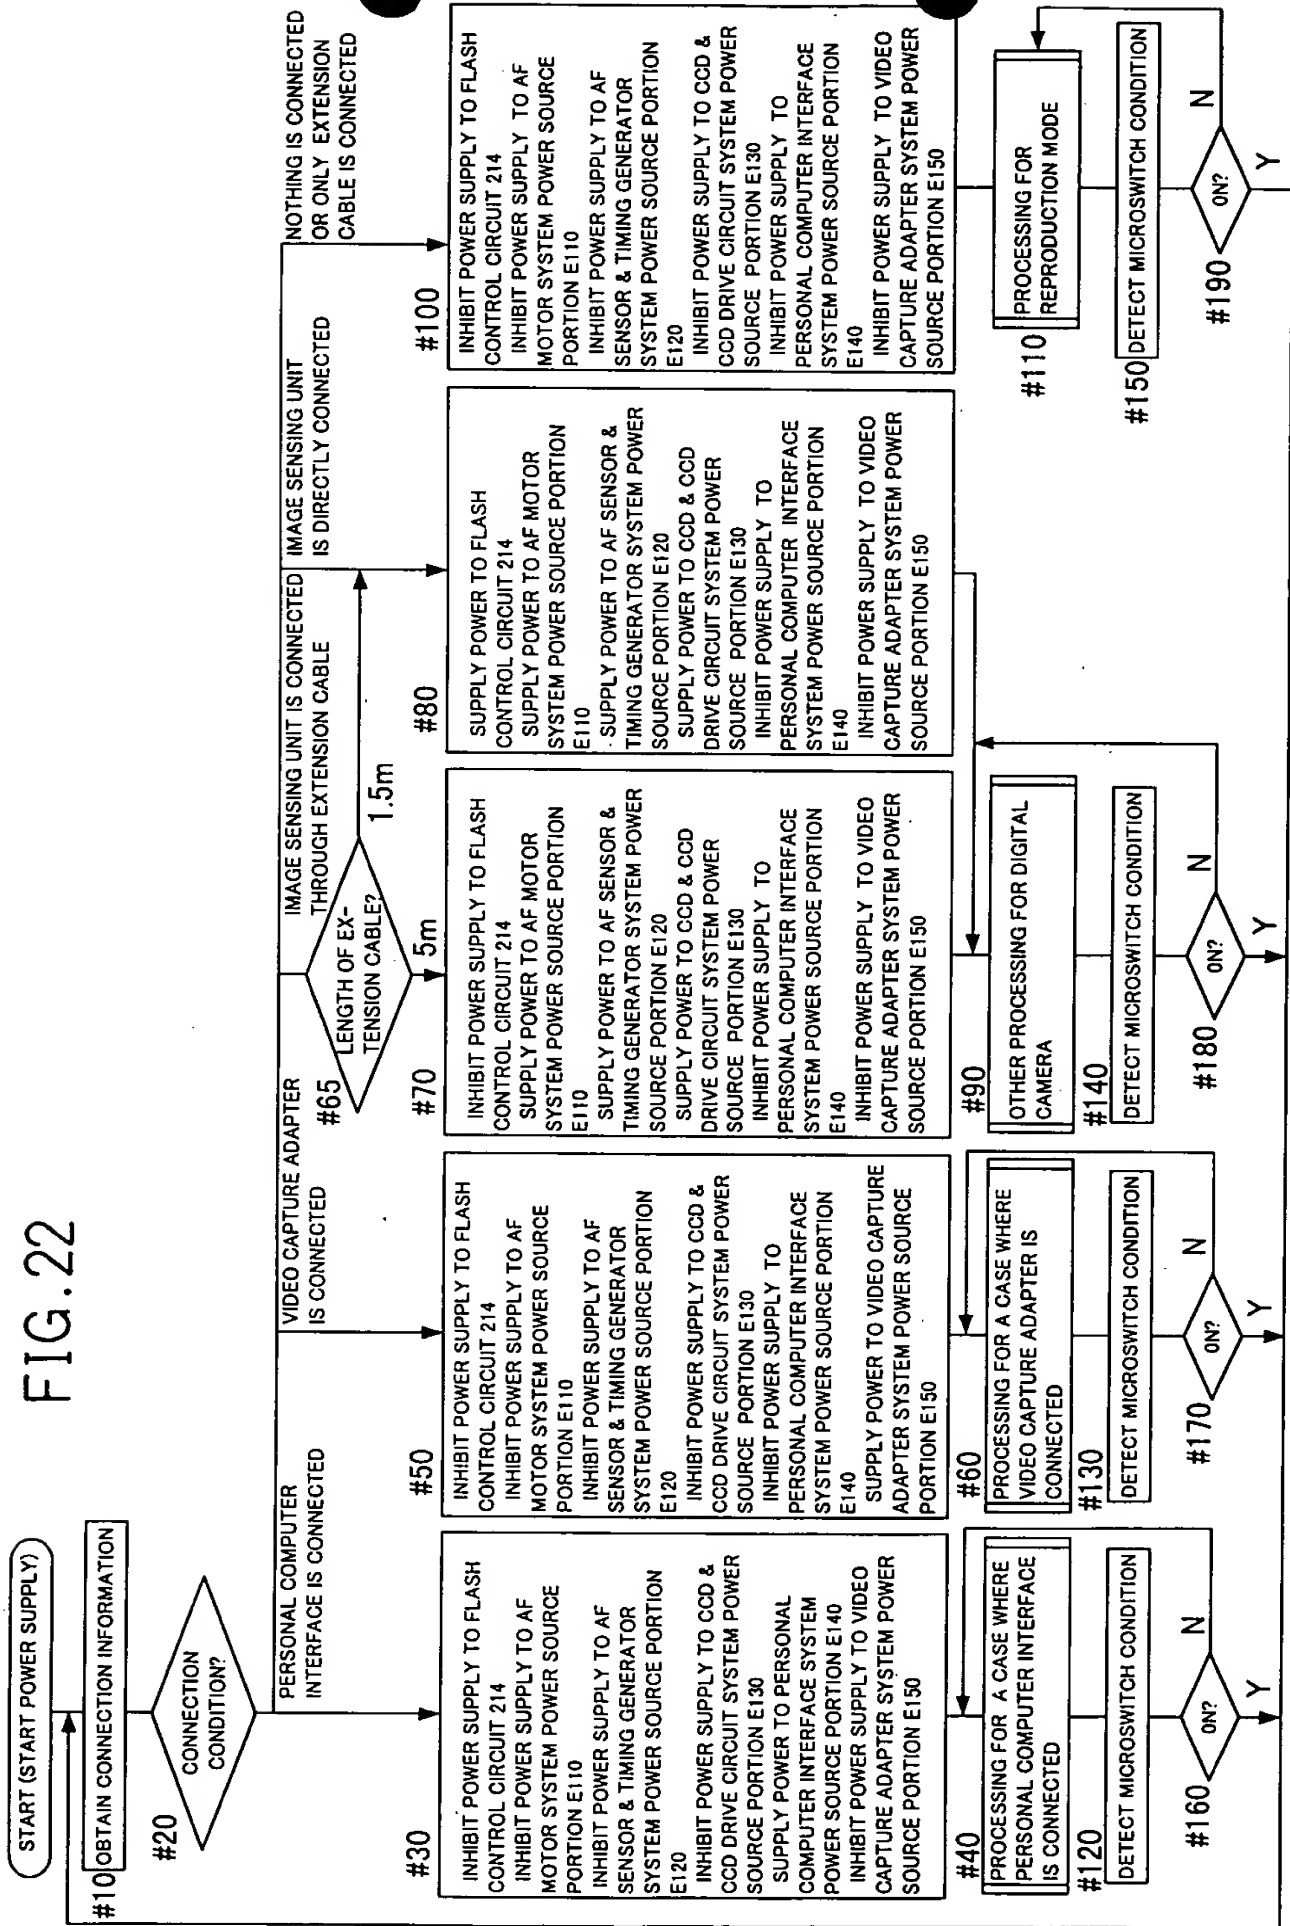 FIG.22
START (START POWER SUPPLY)
#10
OBTAIN CONNECTION INFORMATION
#20
CONNECTION
CONDITION?
PERSONAL COMPUTER
INTERFACE IS CONNECTED
VIDEO CAPTURE ADAPTER
IS CONNECTED
IMAGE SENSING UNIT IS CONNECTED
THROUGH EXTENSION CABLE
IMAGE SENSING UNIT
IS DIRECTLY CONNECTED
NOTHING IS CONNECTED
OR ONLY EXTENSION
CABLE IS CONNECTED
#65
LENGTH OF EX-
TENSION CABLE?
1.5m
5m
#30
INHIBIT POWER SUPPLY TO FLASH
CONTROL CIRCUIT 214
INHIBIT POWER SUPPLY TO AF
MOTOR SYSTEM POWER SOURCE
PORTION E110
INHIBIT POWER SUPPLY TO AF
SENSOR & TIMING GENERATOR
SYSTEM POWER SOURCE PORTION
E120
INHIBIT POWER SUPPLY TO CCD &
CCD DRIVE CIRCUIT SYSTEM POWER
SOURCE PORTION E130
SUPPLY POWER TO PERSONAL
COMPUTER INTERFACE SYSTEM
POWER SOURCE PORTION E140
INHIBIT POWER SUPPLY TO VIDEO
CAPTURE ADAPTER SYSTEM POWER
SOURCE PORTION E150
#40
PROCESSING FOR A CASE WHERE
PERSONAL COMPUTER INTERFACE
IS CONNECTED
#120
DETECT MICROSWITCH CONDITION
#160
ON?
N
Y
#50
INHIBIT POWER SUPPLY TO FLASH
CONTROL CIRCUIT 214
INHIBIT POWER SUPPLY TO AF
MOTOR SYSTEM POWER SOURCE
PORTION E110
INHIBIT POWER SUPPLY TO AF
SENSOR & TIMING GENERATOR
SYSTEM POWER SOURCE PORTION
E120
INHIBIT POWER SUPPLY TO CCD &
CCD DRIVE CIRCUIT SYSTEM POWER
SOURCE PORTION E130
INHIBIT POWER SUPPLY TO
PERSONAL COMPUTER INTERFACE
SYSTEM POWER SOURCE PORTION
E140
SUPPLY POWER TO VIDEO CAPTURE
ADAPTER SYSTEM POWER SOURCE
PORTION E150
#60
PROCESSING FOR A CASE WHERE
VIDEO CAPTURE ADAPTER IS
CONNECTED
#130
DETECT MICROSWITCH CONDITION
#170
ON?
N
Y
#70
INHIBIT POWER SUPPLY TO FLASH
CONTROL CIRCUIT 214
SUPPLY POWER TO AF MOTOR
SYSTEM POWER SOURCE PORTION
E110
SUPPLY POWER TO AF SENSOR &
TIMING GENERATOR SYSTEM POWER
SOURCE PORTION E120
SUPPLY POWER TO CCD & CCD
DRIVE CIRCUIT SYSTEM POWER
SOURCE PORTION E130
INHIBIT POWER SUPPLY TO
PERSONAL COMPUTER INTERFACE
SYSTEM POWER SOURCE PORTION
E140
INHIBIT POWER SUPPLY TO VIDEO
CAPTURE ADAPTER SYSTEM POWER
SOURCE PORTION E150
#80
SUPPLY POWER TO FLASH
CONTROL CIRCUIT 214
SUPPLY POWER TO AF MOTOR
SYSTEM POWER SOURCE PORTION
E110
SUPPLY POWER TO AF SENSOR &
TIMING GENERATOR SYSTEM POWER
SOURCE PORTION E120
SUPPLY POWER TO CCD & CCD
DRIVE CIRCUIT SYSTEM POWER
SOURCE PORTION E130
INHIBIT POWER SUPPLY TO
PERSONAL COMPUTER INTERFACE
SYSTEM POWER SOURCE PORTION
E140
INHIBIT POWER SUPPLY TO VIDEO
CAPTURE ADAPTER SYSTEM POWER
SOURCE PORTION E150
#90
OTHER PROCESSING FOR DIGITAL
CAMERA
#140
DETECT MICROSWITCH CONDITION
#180
ON?
N
Y
#100
INHIBIT POWER SUPPLY TO FLASH
CONTROL CIRCUIT 214
INHIBIT POWER SUPPLY TO AF
MOTOR SYSTEM POWER SOURCE
PORTION E110
INHIBIT POWER SUPPLY TO AF
SENSOR & TIMING GENERATOR
SYSTEM POWER SOURCE PORTION
E120
INHIBIT POWER SUPPLY TO CCD &
CCD DRIVE CIRCUIT SYSTEM POWER
SOURCE PORTION E130
INHIBIT POWER SUPPLY TO
PERSONAL COMPUTER INTERFACE
SYSTEM POWER SOURCE PORTION
E140
INHIBIT POWER SUPPLY TO VIDEO
CAPTURE ADAPTER SYSTEM POWER
SOURCE PORTION E150
#110
PROCESSING FOR
REPRODUCTION MODE
#150
DETECT MICROSWITCH CONDITION
#190
ON?
N
Y